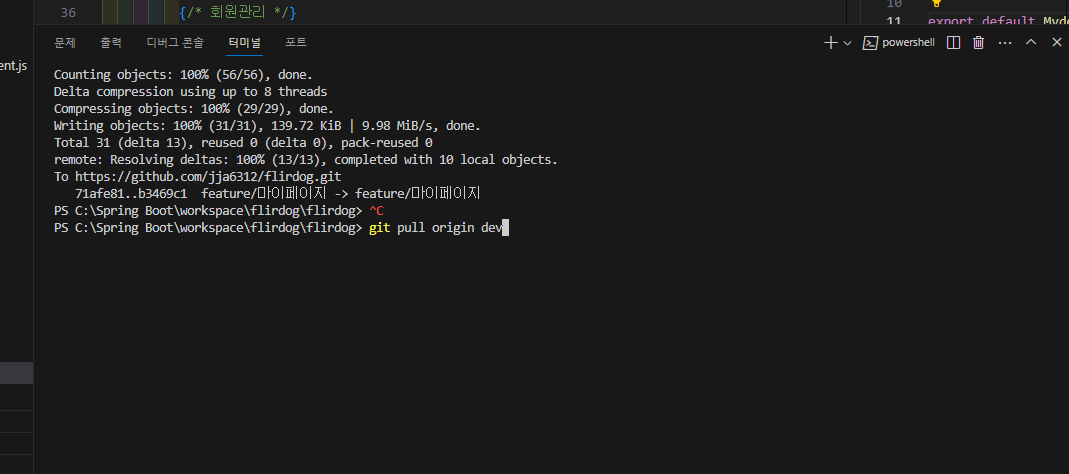 36 {/* 회원관리 */}
10
11 export default Myd
ent.js
문제 출력 디버그 콘솔 터미널 포트 powershell
Counting objects: 100% (56/56), done.
Delta compression using up to 8 threads
Compressing objects: 100% (29/29), done.
Writing objects: 100% (31/31), 139.72 KiB | 9.98 MiB/s, done.
Total 31 (delta 13), reused 0 (delta 0), pack-reused 0
remote: Resolving deltas: 100% (13/13), completed with 10 local objects.
To https://github.com/jja6312/flirdog.git
71afe81..b3469c1 feature/마이페이지 -> feature/마이페이지
PS C:\Spring Boot\workspace\flirdog\flirdog> ^C
PS C:\Spring Boot\workspace\flirdog\flirdog> git pull origin dev